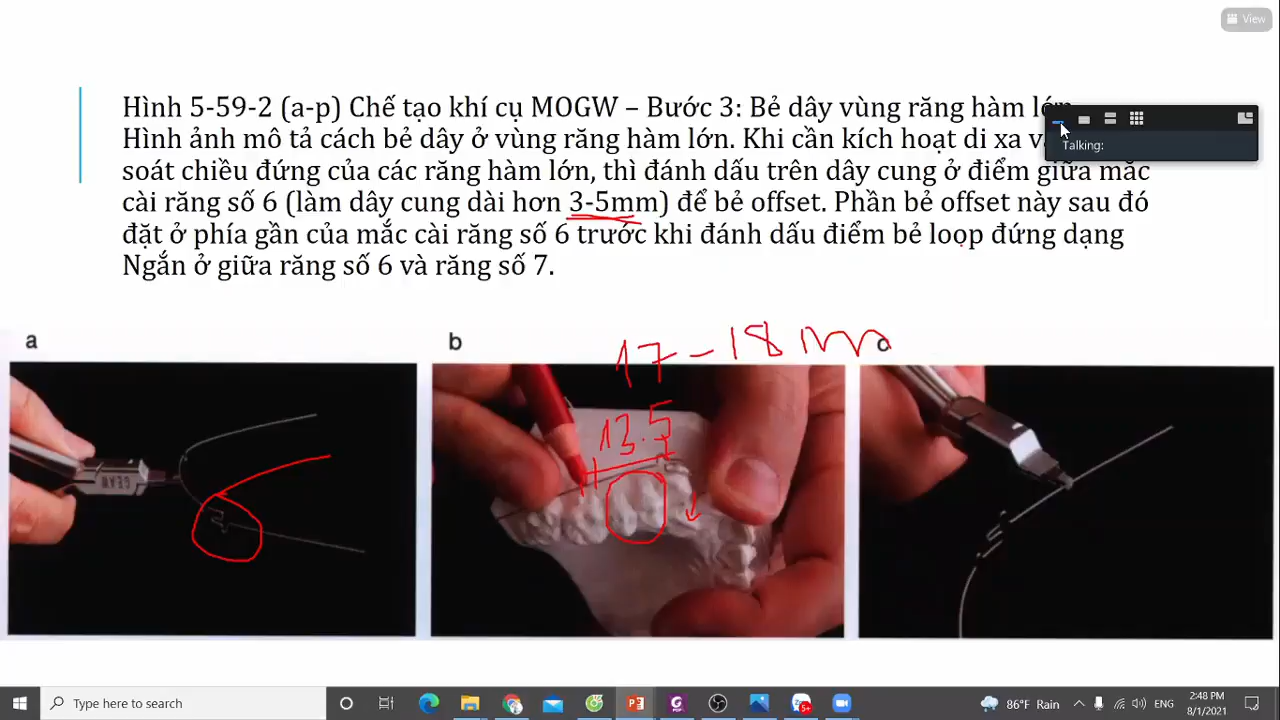 View
Hình 5-59-2 (a-p) Chế tạo khí cụ MOGW – Bước 3: Bẻ dây vùng răng hàm lớn.
Hình ảnh mô tả cách bẻ dây ở vùng răng hàm lớn. Khi cần kích hoạt di xa
soát chiều đứng của các răng hàm lớn, thì đánh dấu trên dây cung ở điểm giữa mắc
cài răng số 6 (làm dây cung dài hơn 3-5mm) để bẻ offset. Phần bẻ offset này sau đó
đặt ở phía gần của mắc cài răng số 6 trước khi đánh dấu điểm bẻ loop đứng dạng
Ngắn ở giữa răng số 6 và răng số 7.
Talking:
a
b
17-18 mm
13.5
GEAW
Type here to search
86°F Rain
ENG
2:48 PM
8/1/2021